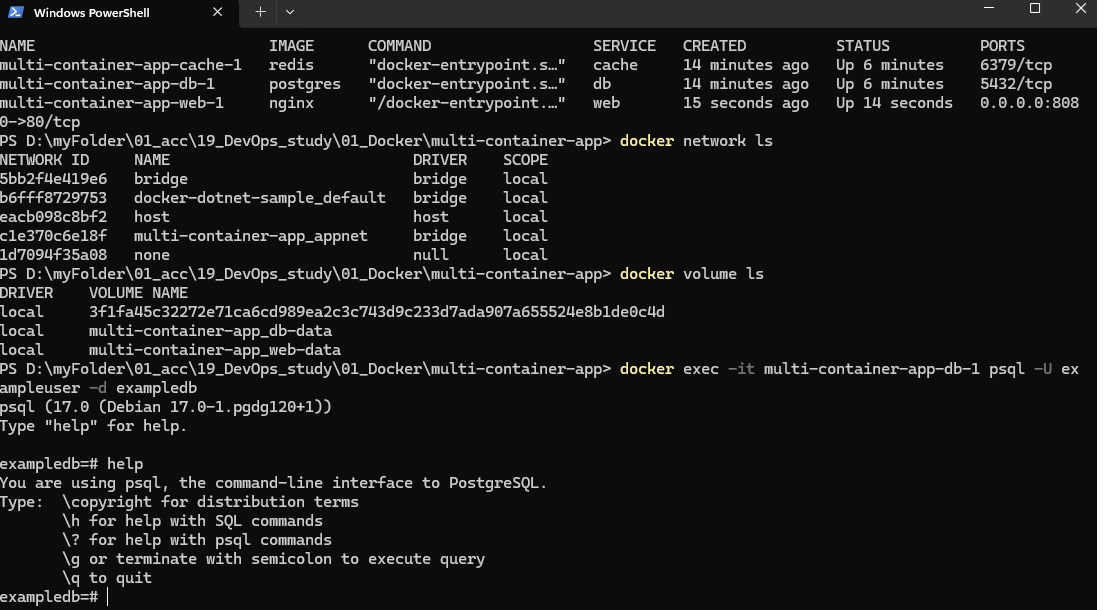 Windows PowerShell
NAME IMAGE COMMAND SERVICE CREATED STATUS PORTS
multi-container-app-cache-1 redis "docker-entrypoint.s…" cache 14 minutes ago Up 6 minutes 6379/tcp
multi-container-app-db-1 postgres "docker-entrypoint.s…" db 14 minutes ago Up 6 minutes 5432/tcp
multi-container-app-web-1 nginx "/docker-entrypoint.…" web 15 seconds ago Up 14 seconds 0.0.0.0:808
0->80/tcp
PS D:\myFolder\01_acc\19_DevOps_study\01_Docker\multi-container-app> docker network ls
NETWORK ID NAME DRIVER SCOPE
5bb2f4e419e6 bridge bridge local
b6fff8729753 docker-dotnet-sample_default bridge local
eacb098c8bf2 host host local
c1e370c6e18f multi-container-app_appnet bridge local
1d7094f35a08 none null local
PS D:\myFolder\01_acc\19_DevOps_study\01_Docker\multi-container-app> docker volume ls
DRIVER VOLUME NAME
local 3f1fa45c32272e71ca6cd989ea2c3c743d9c233d7ada907a655524e8b1de0c4d
local multi-container-app_db-data
local multi-container-app_web-data
PS D:\myFolder\01_acc\19_DevOps_study\01_Docker\multi-container-app> docker exec -it multi-container-app-db-1 psql -U ex
ampleuser -d exampledb
psql (17.0 (Debian 17.0-1.pgdg120+1))
Type "help" for help.
exampledb=# help
You are using psql, the command-line interface to PostgreSQL.
Type: \copyright for distribution terms
\h for help with SQL commands
\? for help with psql commands
\g or terminate with semicolon to execute query
\q to quit
exampledb=#